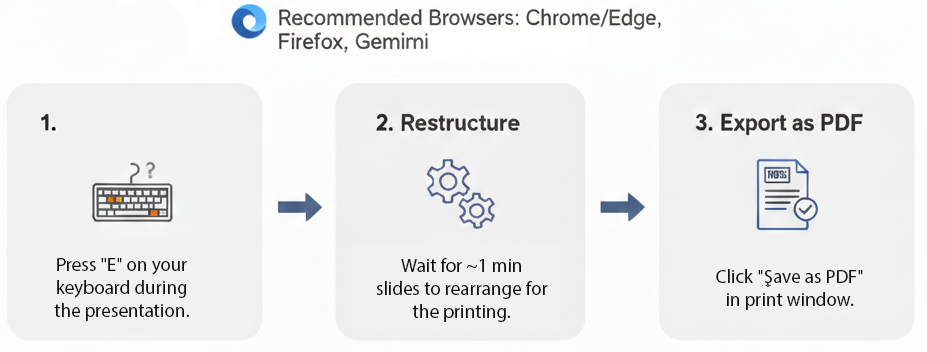 Recommended Browsers: Chrome/Edge,
Firefox, Gemirni
1.
? ?
Press "E" on your
keyboard during
the presentation.
2. Restructure
Wait for ~1 min
slides to rearrange for
the printing.
3. Export as PDF
Click "Şave as PDF"
in print window.